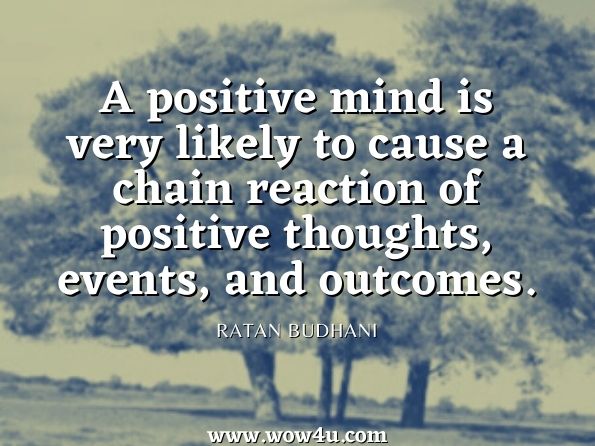 A positive mind is
very likely to cause a
chain reaction of
positive thoughts,
events, and outcomes.
RATAN BUDHANI
www.wow4u.com